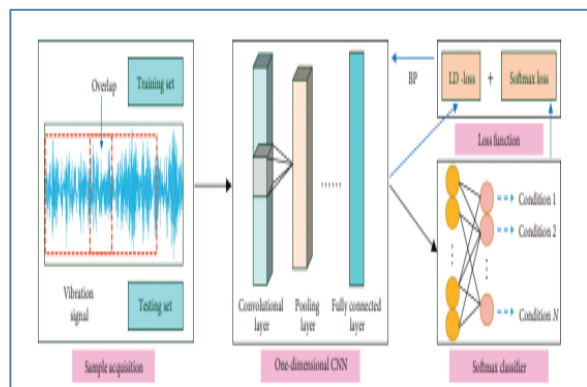 Overlap
Training set
Vibration
signal
Testing set
Sample acquisition
Convolutional
layer
Pooling
layer
......
Fully connected
layer
One-dimensional CNN
BP
LD -loss
+
Softmax loss
Loss function
Condition 1
Condition 2
Condition N
Softmax classifier